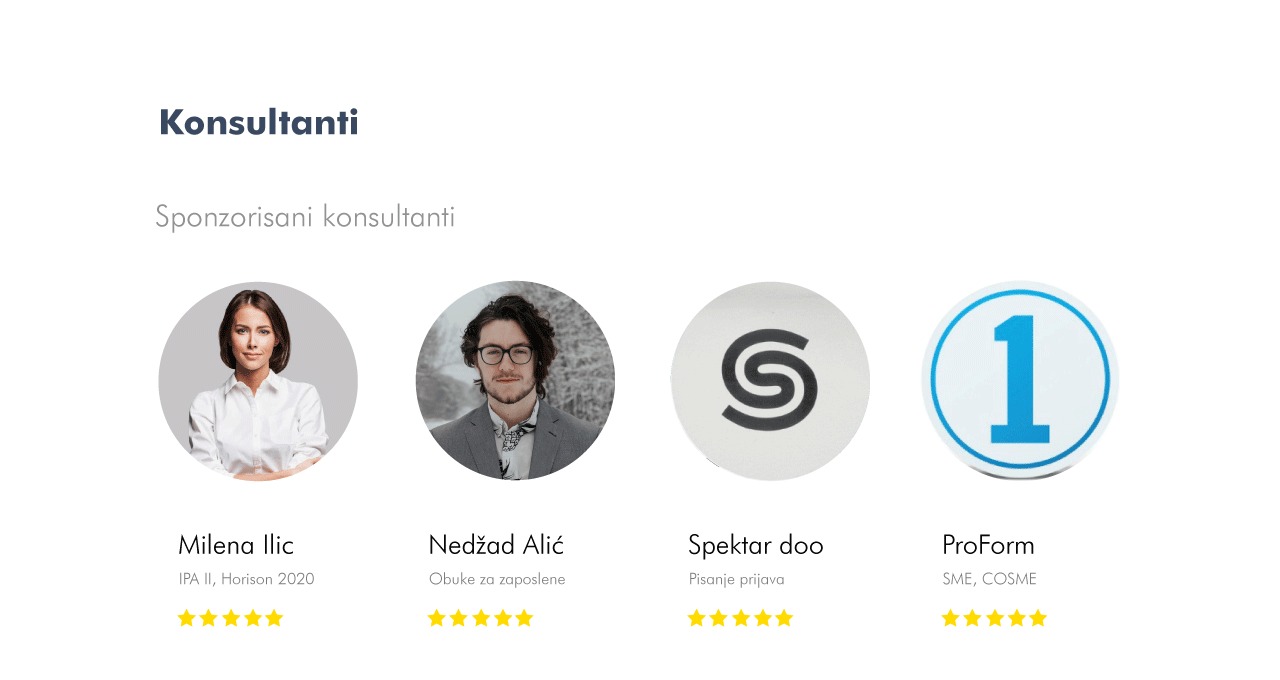 Konsultanti
Sponzorisani konsultanti
S
1
Milena Ilic
IPA II, Horison 2020
Nedžad Alić
Obuke za zaposlene
Spektar doo
Pisanje prijava
ProForm
SME, COSME